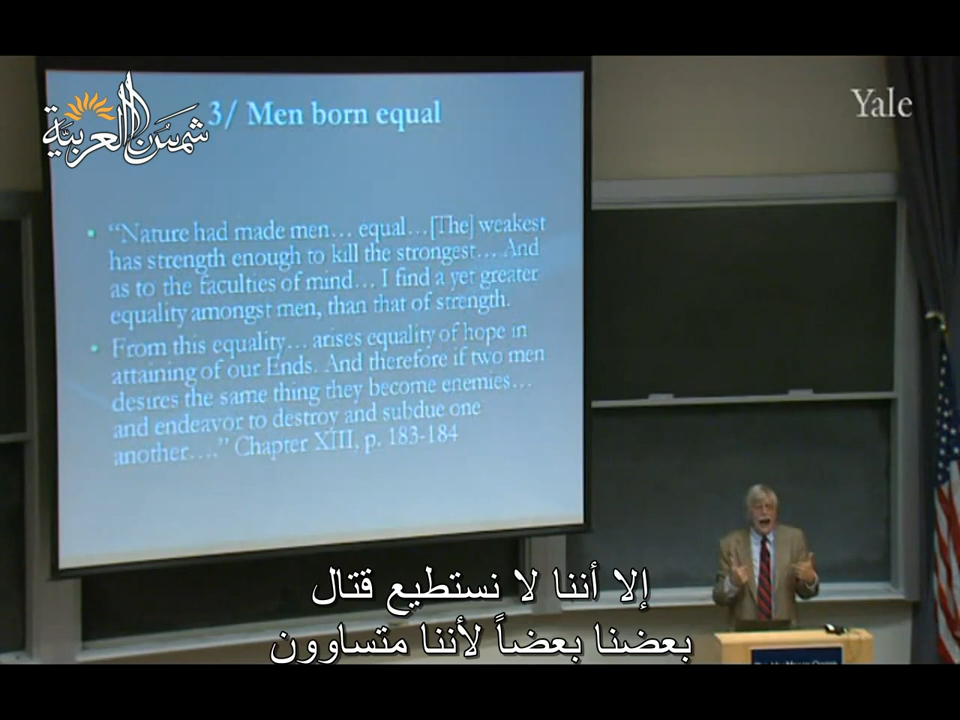 شمس العربية
3/ Men born equal
Yale
• “Nature had made men… equal…[The] weakest
has strength enough to kill the strongest… And
as to the faculties of mind… I find a yet greater
equality amongst men, than that of strength.
• From this equality… arises equality of hope in
attaining of our Ends. And therefore if two men
desires the same thing they become enemies…
and endeavor to destroy and subdue one
another….” Chapter XIII, p. 183-184
إلا أننا لا نستطيع قتال
بعضنا بعضاً لأننا متساوون